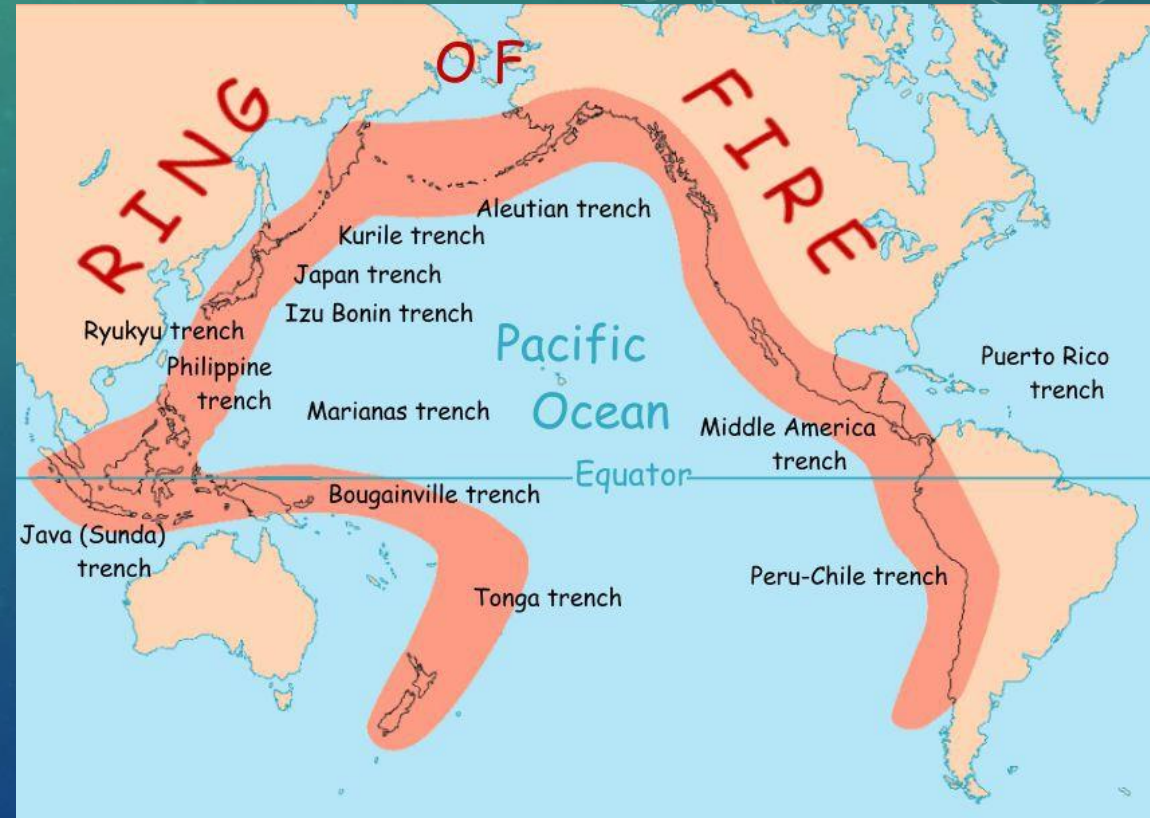 RING OF FIRE
Aleutian trench
Kurile trench
Japan trench
Izu Bonin trench
Ryukyu trench
Philippine
trench
Marianas trench
Pacific
Ocean
Puerto Rico
trench
Middle America
trench
Equator
Bougainville trench
Java (Sunda)
trench
Peru-Chile trench
Tonga trench